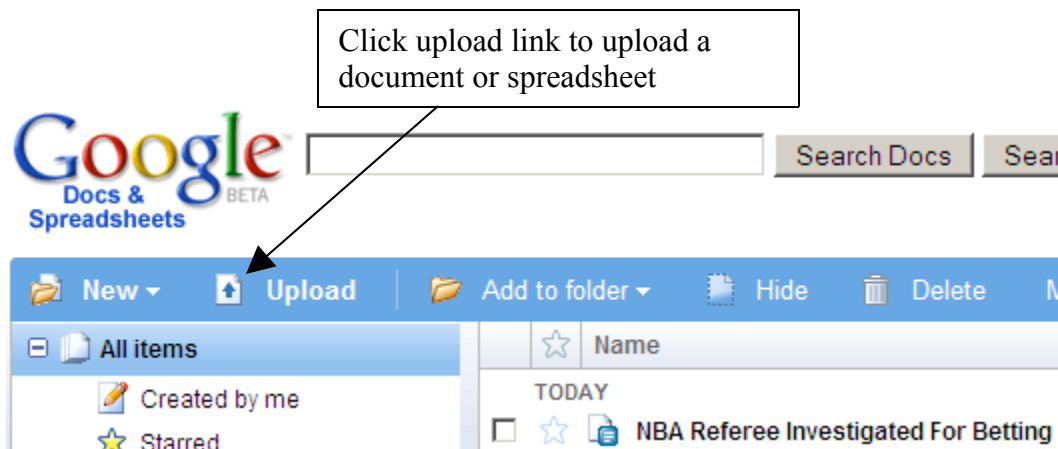 Click upload link to upload a
document or spreadsheet
Google
Docs &
Spreadsheets
BETA
Search Docs
New
Upload
Add to folder
Hide
Delete
All items
Name
Created by me
TODAY
Starred
NBA Referee Investigated For Betting